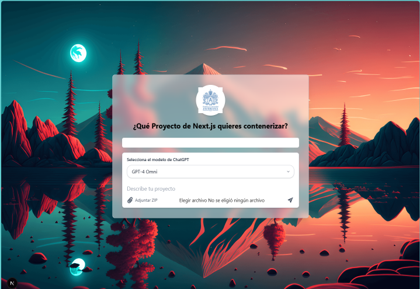 ¿Qué Proyecto de Next.js quieres contenerizar?
Selecciona el modelo de ChatGPT
GPT-4 Omni
Describe tu proyecto
Adjuntar ZIP Elegir archivo No se eligió ningún archivo
N